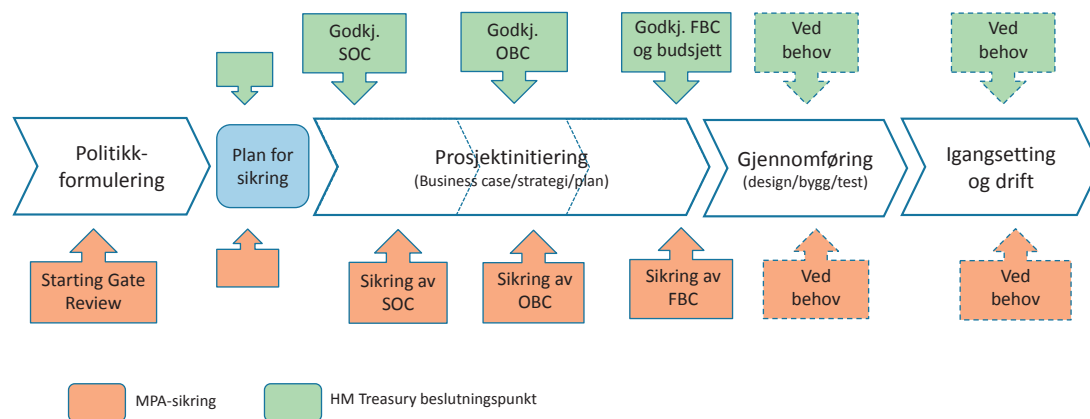 Godkj.
SOC
Godkj.
OBC
Godkj. FBC
og budsjett
Ved
behov
Ved
behov
Politikk-
formulering
Plan for
sikring
Prosjektinitiering
(Business case/strategi/plan)
Gjennomføring
(design/bygg/test)
Igangsetting
og drift
Starting Gate
Review
Sikring av
SOC
Sikring av
OBC
Sikring av
FBC
Ved
behov
Ved
behov
MPA-sikring
HM Treasury beslutningspunkt